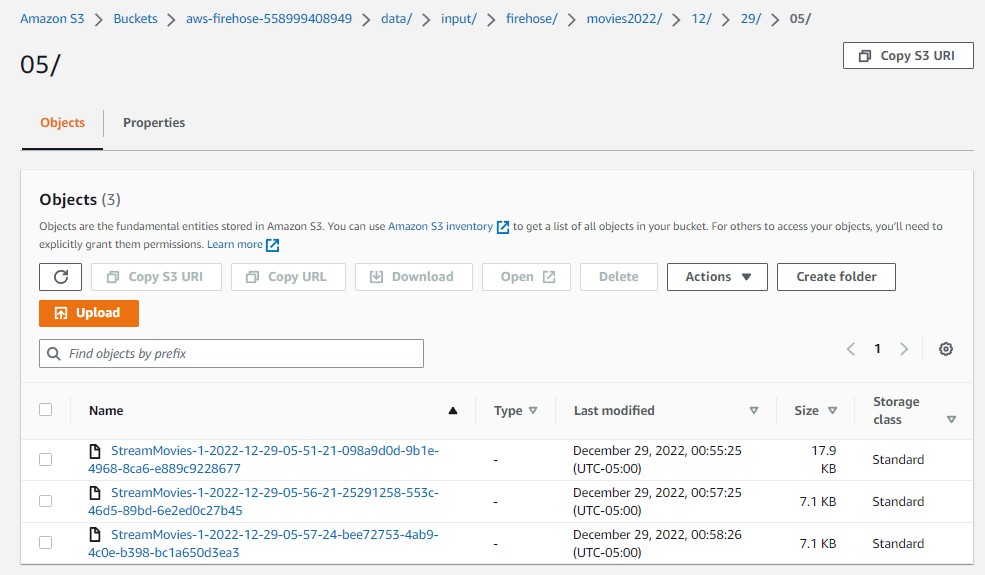 Amazon S3 > Buckets > aws-firehose-558999408949 > data/ > input/ > firehose/ > movies2022/ > 12/ > 29/ > 05/
05/
Copy S3 URI
Objects
Properties
Objects (3)
Objects are the fundamental entities stored in Amazon S3. You can use Amazon S3 inventory to get a list of all objects in your bucket. For others to access your objects, you'll need to
explicitly grant them permissions. Learn more
Copy S3 URI
Copy URL
Download
Open
Delete
Actions
Create folder
Upload
Find objects by prefix
1
Name
Type
Last modified
Size
Storage
class
StreamMovies-1-2022-12-29-05-51-21-098a9d0d-9b1e-
4968-8ca6-e889c9228677
-
December 29, 2022, 00:55:25
(UTC-05:00)
17.9
KB
Standard
StreamMovies-1-2022-12-29-05-56-21-25291258-553c-
46d5-89bd-6e2ed0c27b45
-
December 29, 2022, 00:57:25
(UTC-05:00)
7.1 KB
Standard
StreamMovies-1-2022-12-29-05-57-24-bee72753-4ab9-
4c0e-b398-bc1a650d3ea3
-
December 29, 2022, 00:58:26
(UTC-05:00)
7.1 KB
Standard